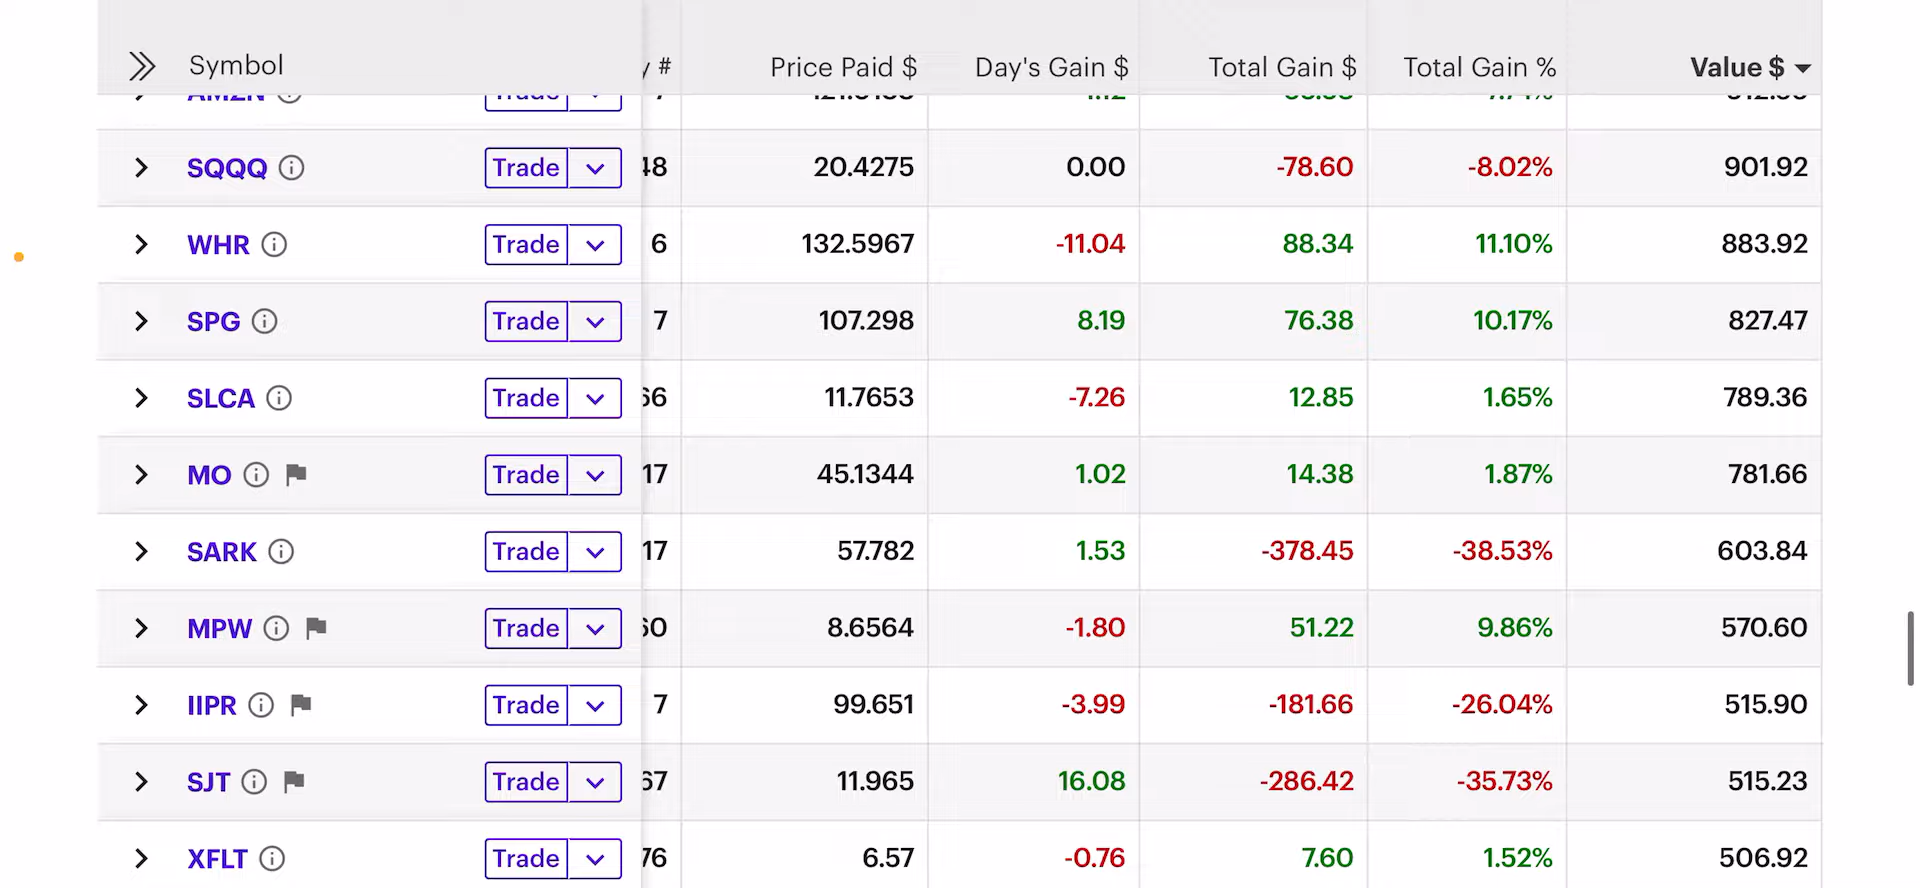 Symbol # Price Paid $ Day's Gain $ Total Gain $ Total Gain % Value $
AMZN Trade
SQQQ Trade 48 20.4275 0.00 -78.60 -8.02% 901.92
WHR Trade 6 132.5967 -11.04 88.34 11.10% 883.92
SPG Trade 7 107.298 8.19 76.38 10.17% 827.47
SLCA Trade 66 11.7653 -7.26 12.85 1.65% 789.36
MO Trade 17 45.1344 1.02 14.38 1.87% 781.66
SARK Trade 17 57.782 1.53 -378.45 -38.53% 603.84
MPW Trade 60 8.6564 -1.80 51.22 9.86% 570.60
IIPR Trade 7 99.651 -3.99 -181.66 -26.04% 515.90
SJT Trade 67 11.965 16.08 -286.42 -35.73% 515.23
XFLT Trade 76 6.57 -0.76 7.60 1.52% 506.92